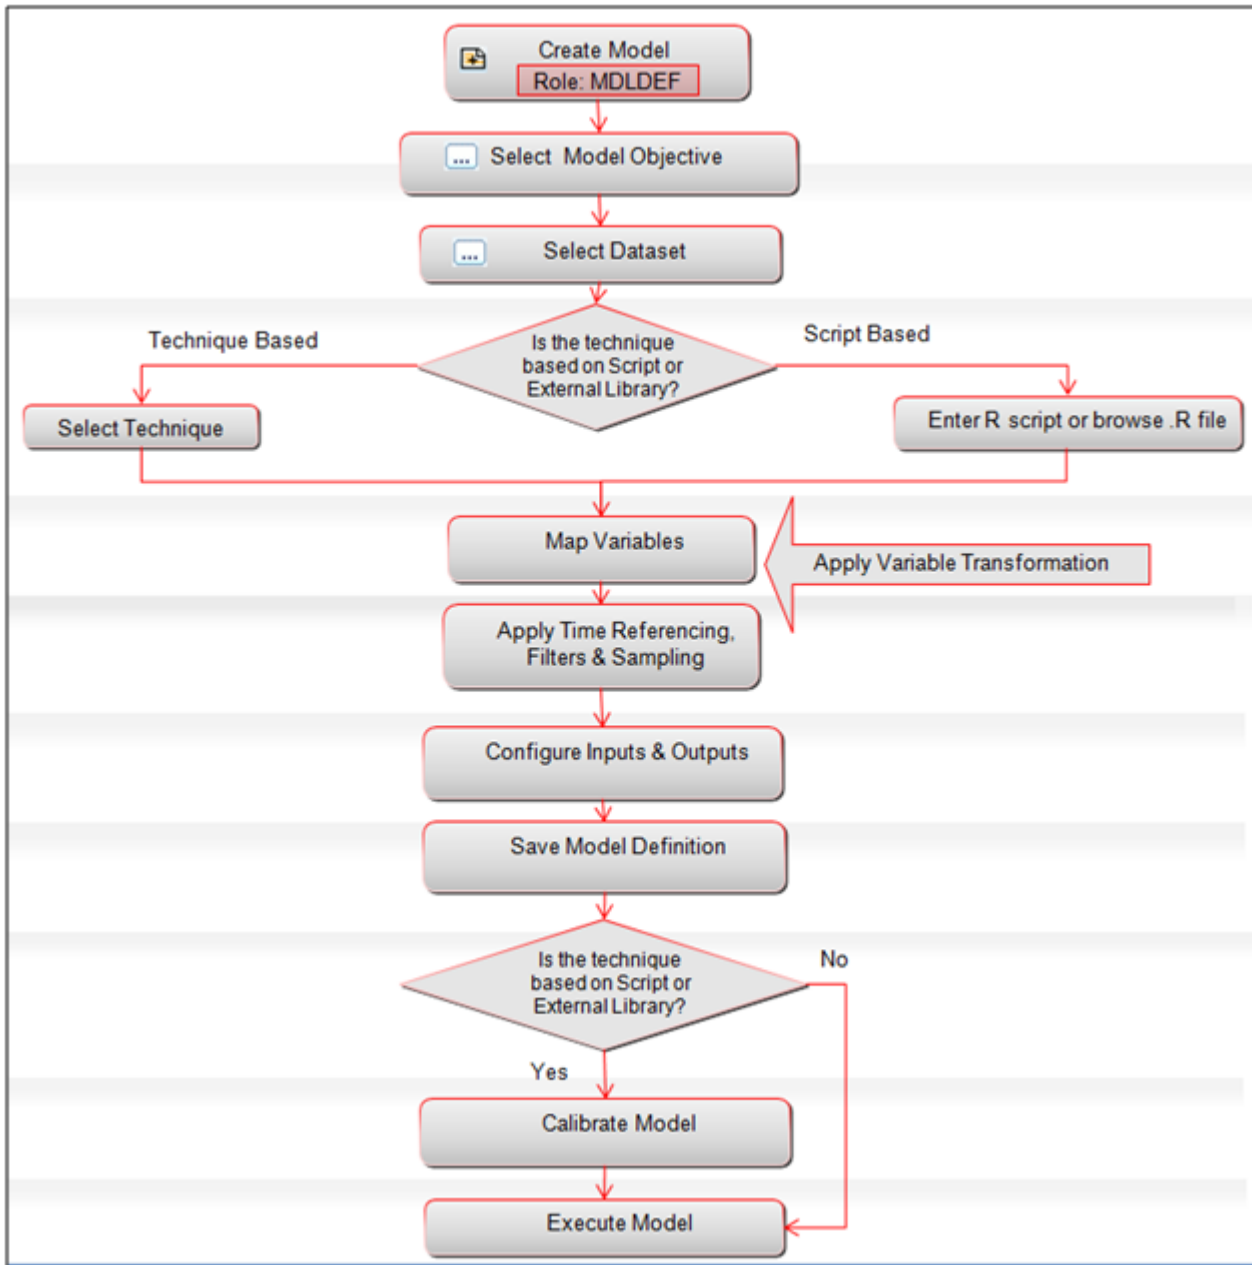 Create Model
Role: MDLDEF
... Select Model Objective
... Select Dataset
Technique Based
Script Based
Is the technique
based on Script or
External Library?
Select Technique
Enter R script or browse .R file
Map Variables
Apply Variable Transformation
Apply Time Referencing,
Filters & Sampling
Configure Inputs & Outputs
Save Model Definition
Is the technique
based on Script or
External Library?
No
Yes
Calibrate Model
Execute Model